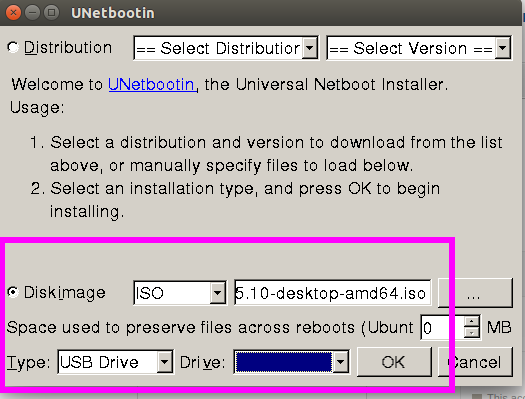 UNetbootin
Distribution == Select Distribution == Select Version ==
Welcome to UNetbootin, the Universal Netboot Installer.
Usage:
1. Select a distribution and version to download from the list
above, or manually specify files to load below.
2. Select an installation type, and press OK to begin
installing.
Diskimage ISO 5.10-desktop-amd64.iso ...
Space used to preserve files across reboots (Ubunt 0 MB
Type: USB Drive Drive: OK Cancel